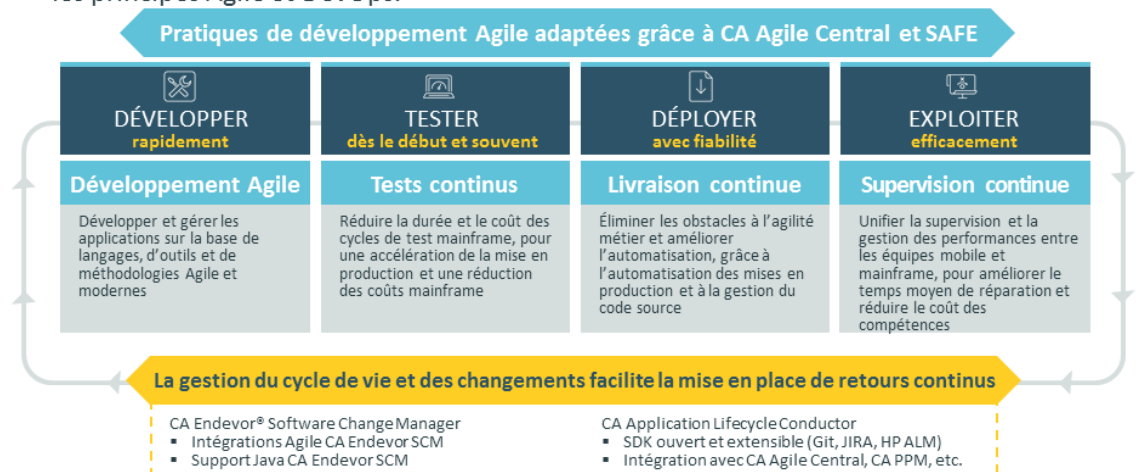 Pratiques de développement Agile adaptées grâce à CA Agile Central et SAFE
DÉVELOPPER
rapidement
TESTER
dès le début et souvent
DÉPLOYER
avec fiabilité
EXPLOITER
efficacement
Développement Agile
Tests continus
Livraison continue
Supervision continue
Développer et gérer les
applications sur la base de
langages, d'outils et de
méthodologies Agile et
modernes
Réduire la durée et le coût des
cycles de test mainframe, pour
une accélération de la mise en
production et une réduction
des coûts mainframe
Éliminer les obstacles à l'agilité
métier et améliorer
l'automatisation, grâce à
l'automatisation des mises en
production et à la gestion du
code source
Unifier la supervision et la
gestion des performances entre
les équipes mobile et
mainframe, pour améliorer le
temps moyen de réparation et
réduire le coût des
compétences
La gestion du cycle de vie et des changements facilite la mise en place de retours continus
CA Endevor® Software Change Manager
▪ Intégrations Agile CA Endevor SCM
▪ Support Java CA Endevor SCM
CA Application Lifecycle Conductor
▪ SDK ouvert et extensible (Git, JIRA, HP ALM)
▪ Intégration avec CA Agile Central, CA PPM, etc.